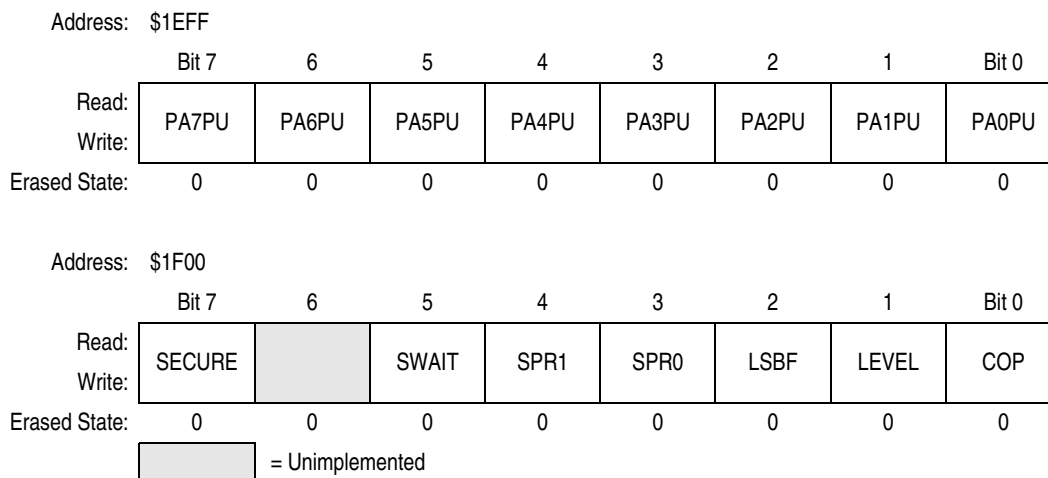 Address: $1EFF
Bit 7 6 5 4 3 2 1 Bit 0
Read:
PA7PU PA6PU PA5PU PA4PU PA3PU PA2PU PA1PU PA0PU
Write:
Erased State: 0 0 0 0 0 0 0 0
Address: $1F00
Bit 7 6 5 4 3 2 1 Bit 0
Read:
SECURE SWAIT SPR1 SPR0 LSBF LEVEL COP
Write:
Erased State: 0 0 0 0 0 0 0 0
= Unimplemented